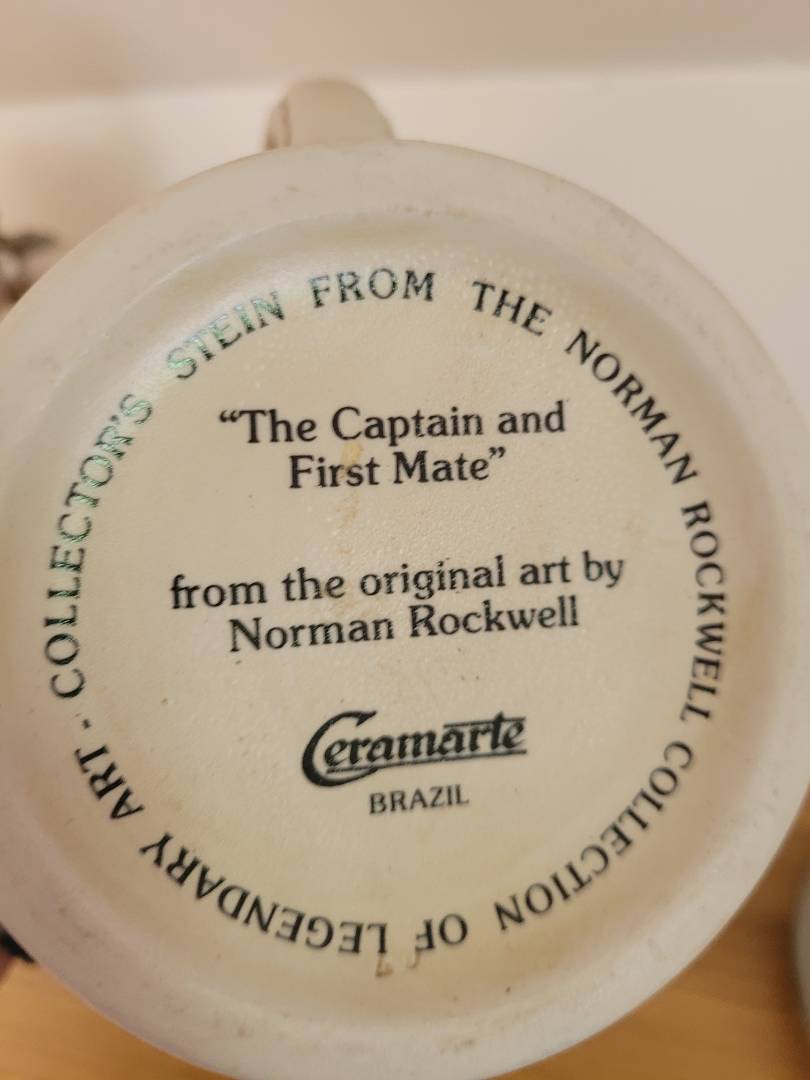 COLLECTOR'S STEIN FROM THE NORMAN ROCKWELL COLLECTION OF LEGENDARY ART -
“The Captain and
First Mate”
from the original art by
Norman Rockwell
Ceramarte
BRAZIL